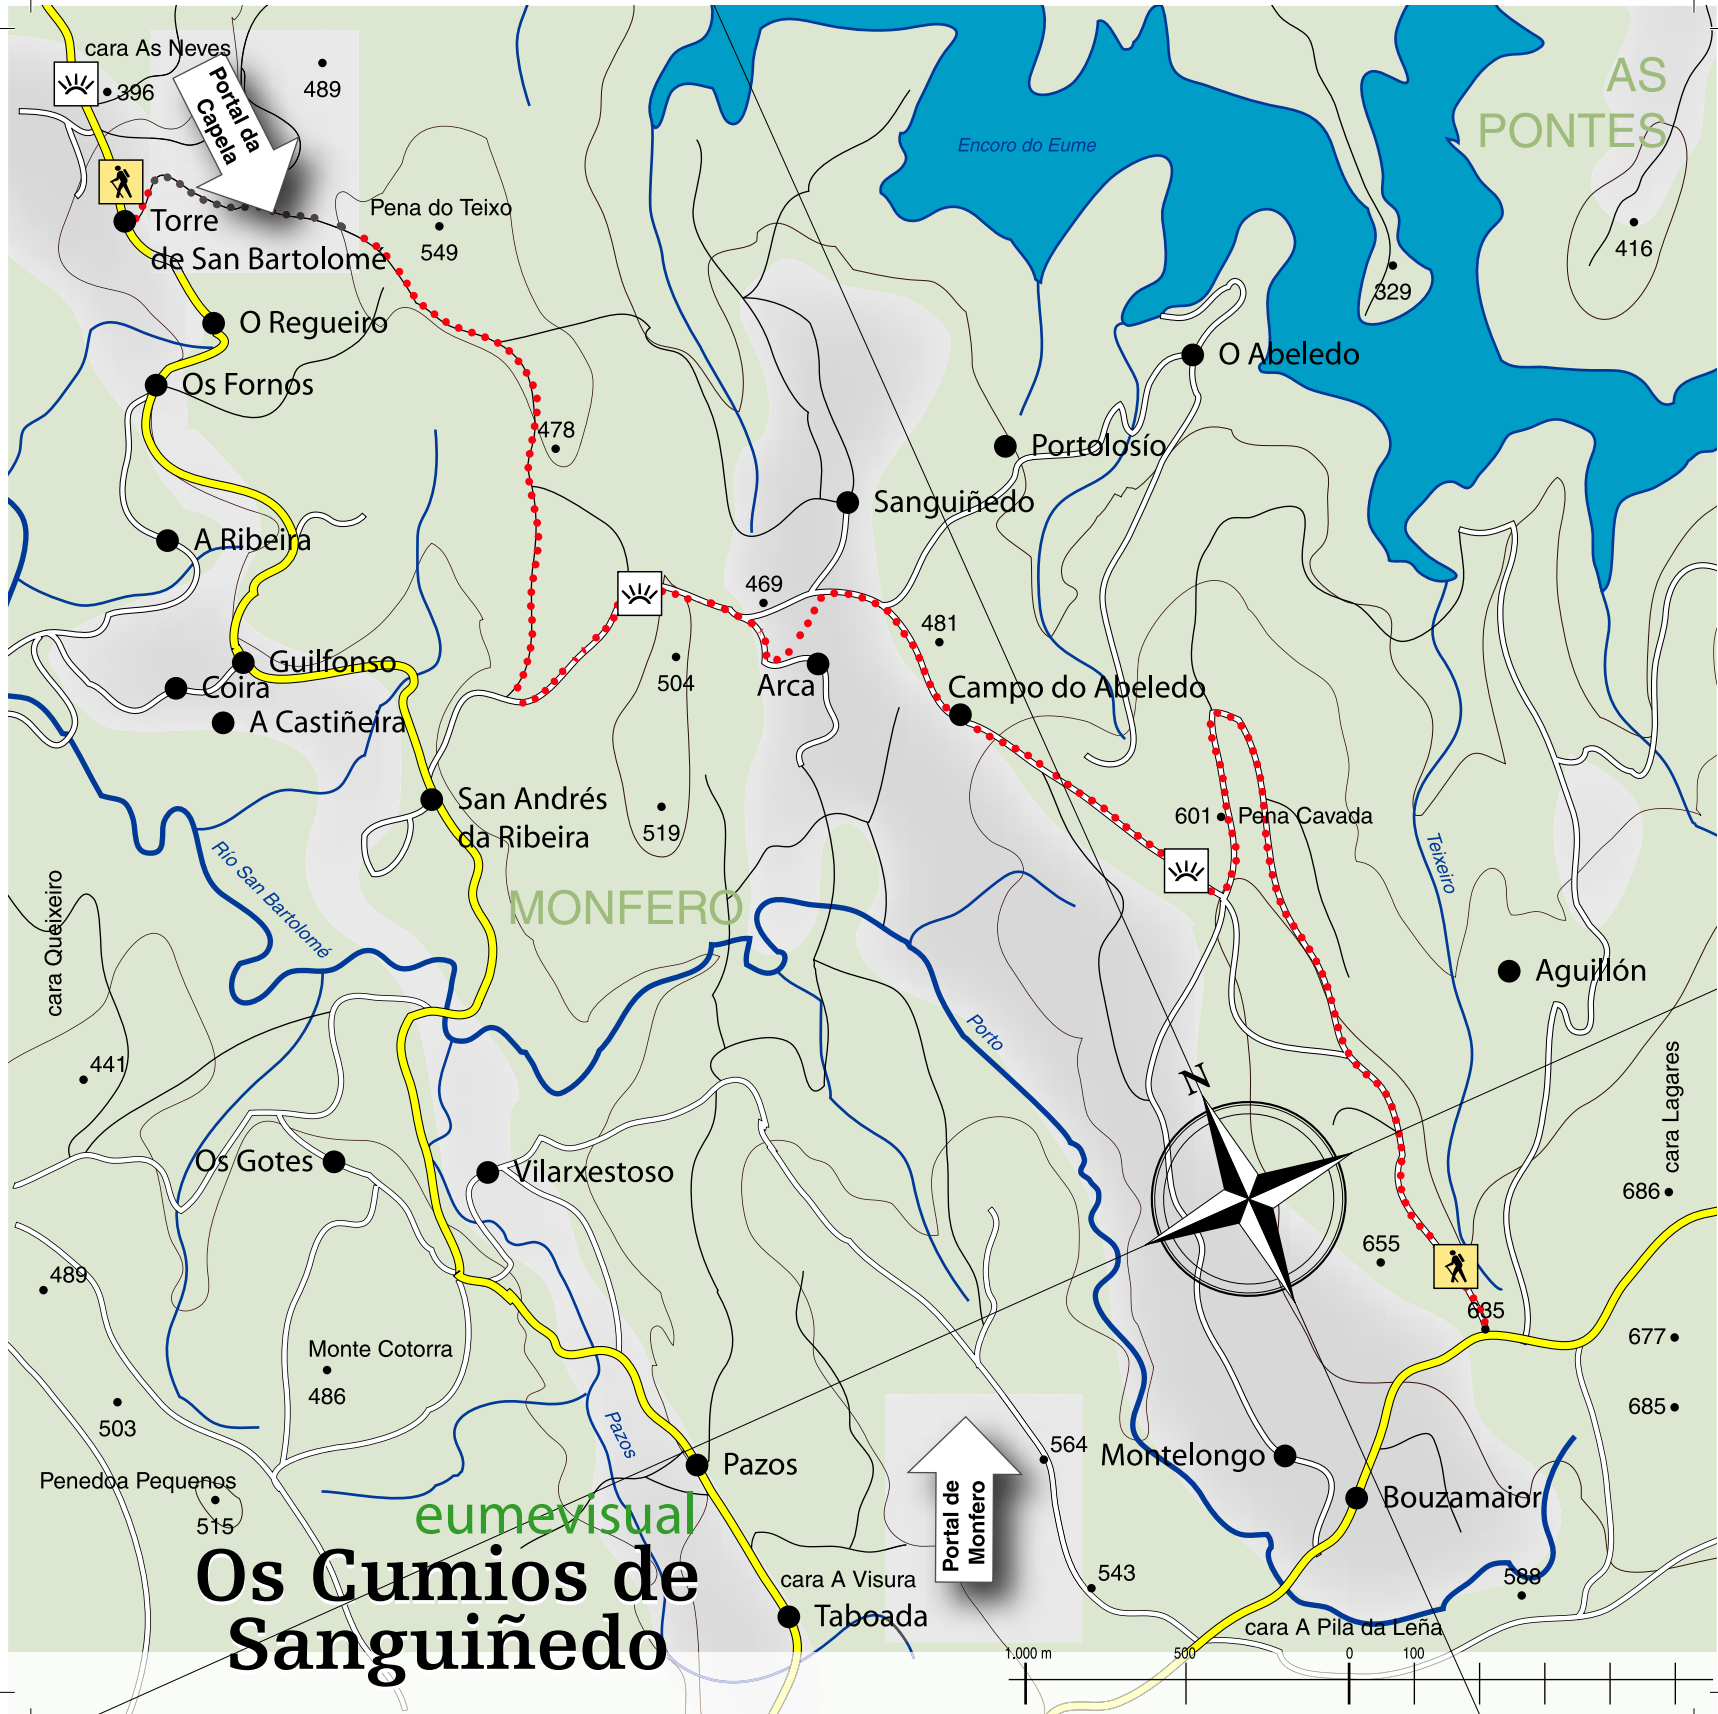 cara As Neves
396
489
Portal da
Capela
AS
PONTES
Encoro do Eume
Torre
de San Bartolomé
Pena do Teixo
549
416
329
O Regueiro
O Abeledo
Os Fornos
478
Portolosío
Sanguiñedo
A Ribeira
469
481
Guilfonso
504
Arca
Campo do Abeledo
Coira
A Castiñeira
San Andrés
da Ribeira
519
601
Pena Cavada
Río San Bartolomé
Teixeiro
MONFERO
cara Queixeiro
Aguillón
Porto
441
N
cara Lagares
Os Gotes
Vilarxestoso
686
655
489
635
677
Monte Cotorra
486
503
Pazos
685
564
Montelongo
Pazos
Penedoa Pequenos
515
Bouzamaior
eumevisual
Portal de
Monfero
Os Cumios de
Sanguiñedo
cara A Visura
543
588
Taboada
cara A Pila da Leña
1.000 m
500
0
100